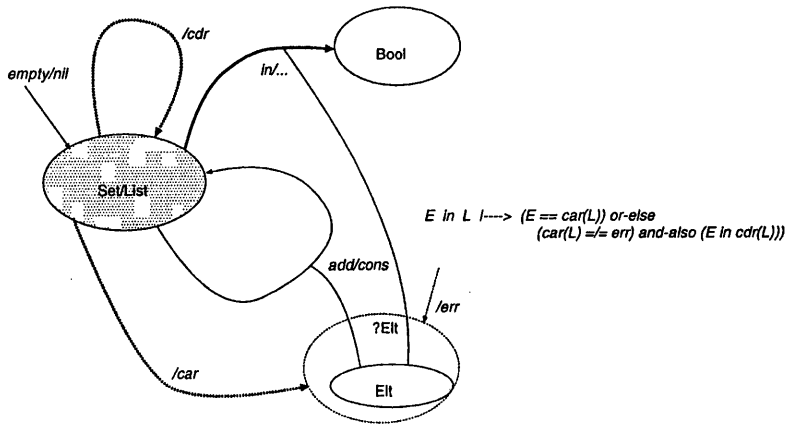 /cdr
Bool
empty/nil
in/...
Set/List
E in L |----> (E == car(L)) or-else
(car(L) =/= err) and-also (E in cdr(L)))
add/cons
/err
?Elt
/car
Elt